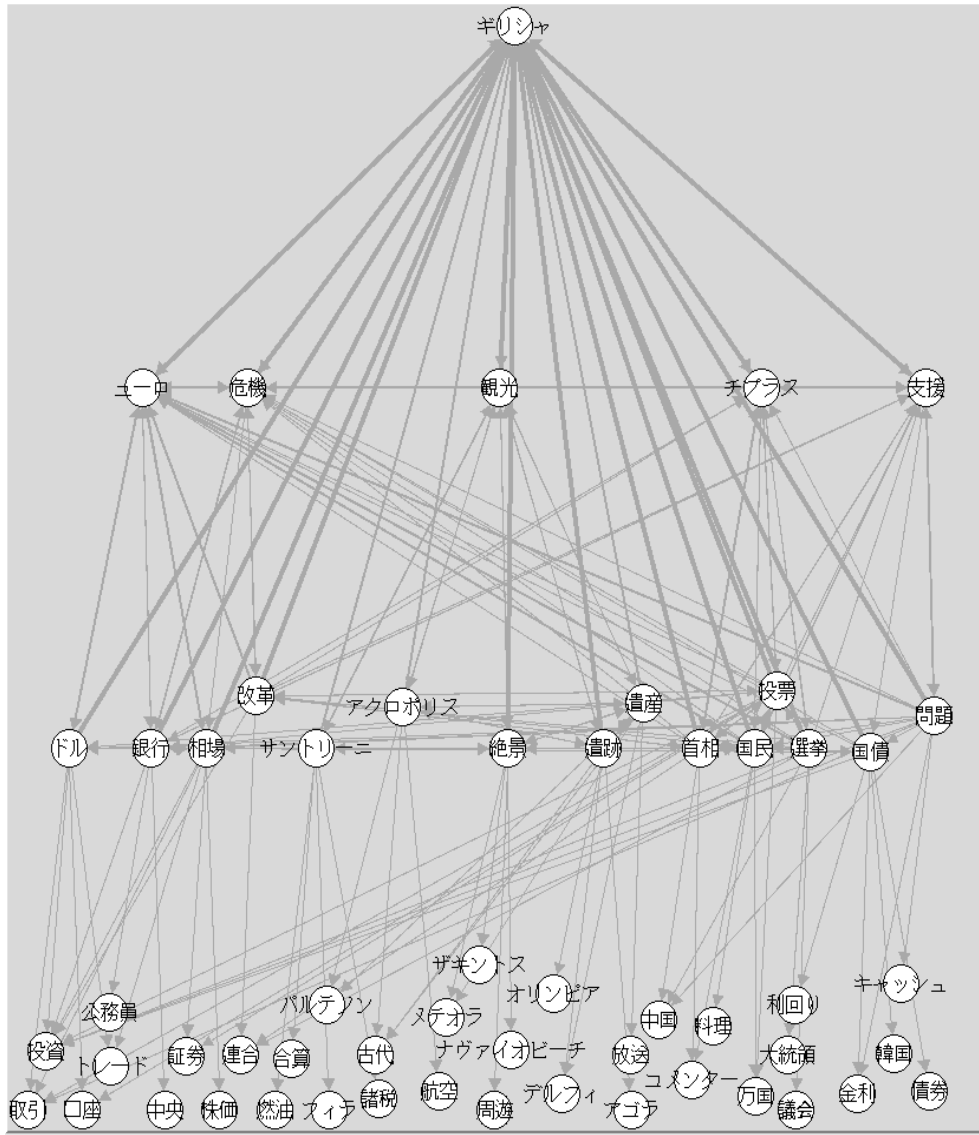 ギリシャ
ユーロ
危機
観光
チプラス
支援
改革
アクロポリス
遺産
投票
問題
ドル
銀行
相場
サントリーニ
絶景
遺跡
首相
国民
選挙
国債
ザキントス
オリンピア
キャッシュ
公務員
パルテノン
メテオラ
中国
料理
利回り
投資
トレード
証券
連合
合算
古代
ナヴァイオビーチ
放送
コメンター
大統領
韓国
取引
口座
中央
株価
燃油
フィラ
諸税
航空
周遊
デルフィ
アゴラ
万国
議会
金利
債券